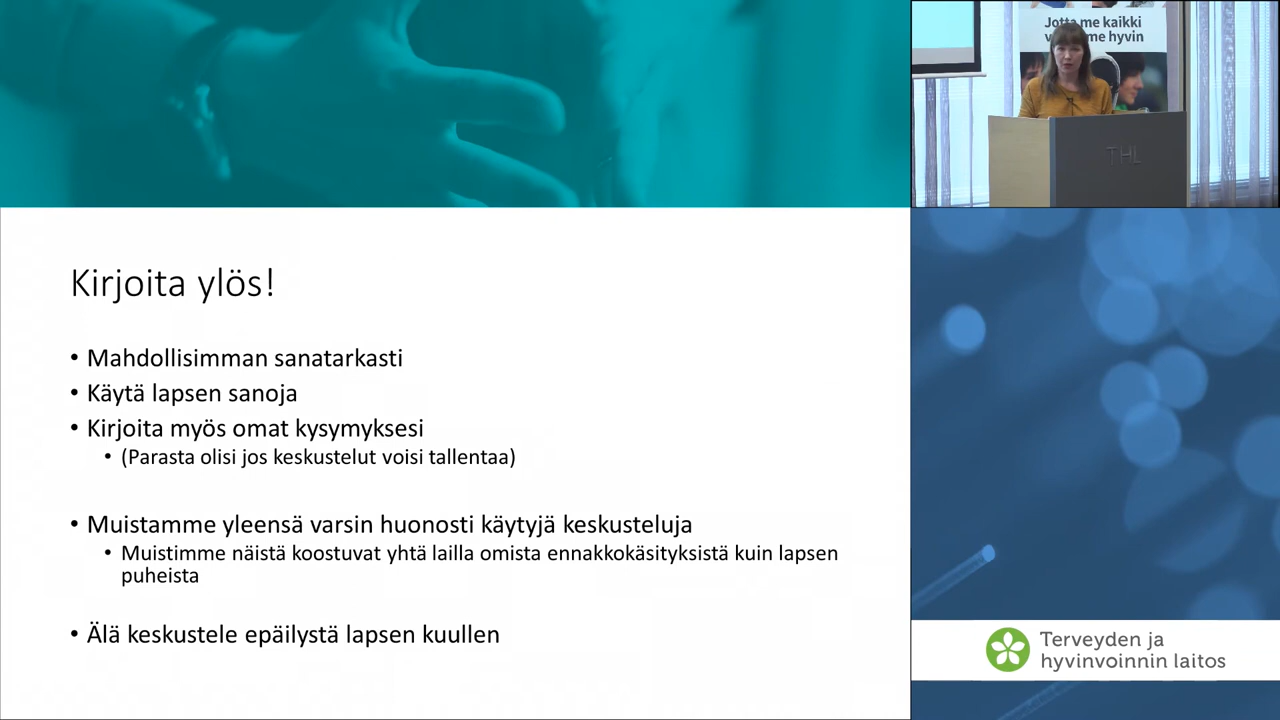 Jotta me kaikki
me hyvin
THL
Kirjoita ylös!
• Mahdollisimman sanatarkasti
• Käytä lapsen sanoja
• Kirjoita myös omat kysymyksesi
• (Parasta olisi jos keskustelut voisi tallentaa)
• Muistamme yleensä varsin huonosti käytyjä keskusteluja
• Muistimme näistä koostuvat yhtä lailla omista ennakkokäsityksistä kuin lapsen
puheista
• Älä keskustele epäilystä lapsen kuullen
Terveyden ja
hyvinvoinnin laitos